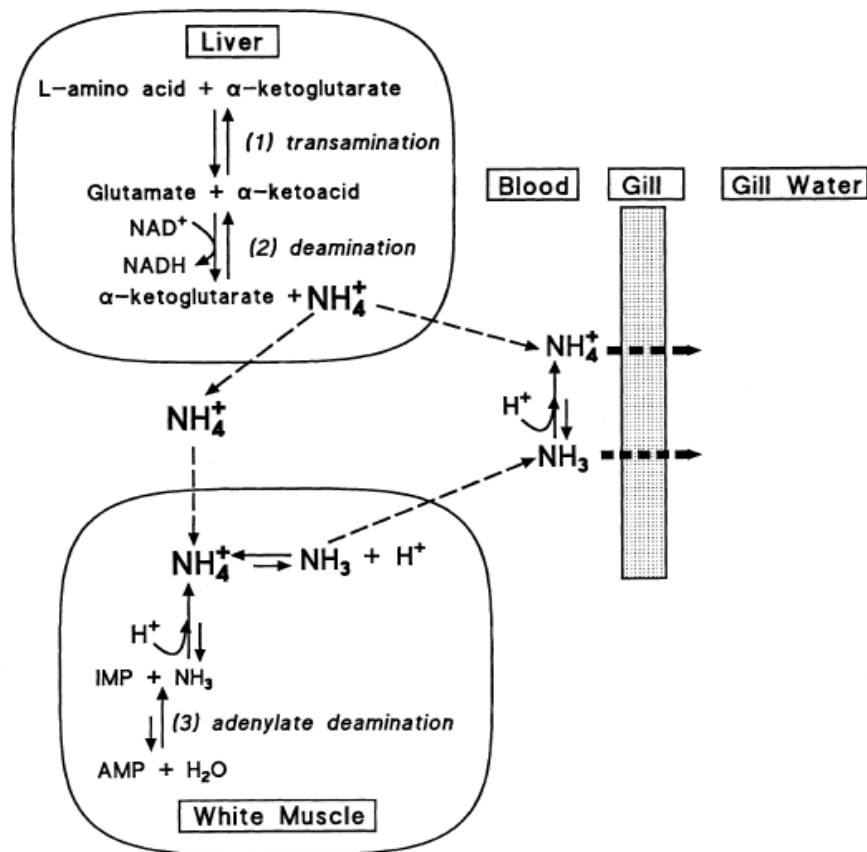 Liver
L-amino acid + α-ketoglutarate
(1) transamination
Glutamate + α-ketoacid
NAD⁺
(2) deamination
NADH
α-ketoglutarate + NH₄⁺
Blood
Gill
Gill Water
NH₄⁺
H⁺
NH₃
NH₄⁺
NH₄⁺
NH₃ + H⁺
H⁺
IMP + NH₃
(3) adenylate deamination
AMP + H₂O
White Muscle